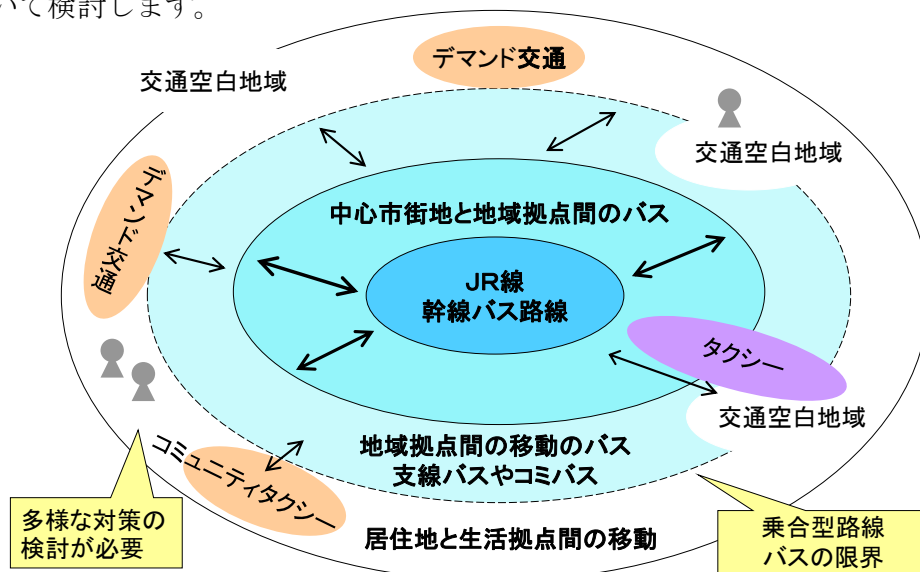 いて検討します。
デマンド交通
交通空白地域
交通空白地域
デマンド交通
中心市街地と地域拠点間のバス
JR線
幹線バス路線
タクシー
交通空白地域
地域拠点間の移動のバス
支線バスやコミバス
コミュニティタクシー
多様な対策の
検討が必要
居住地と生活拠点間の移動
乗合型路線
バスの限界